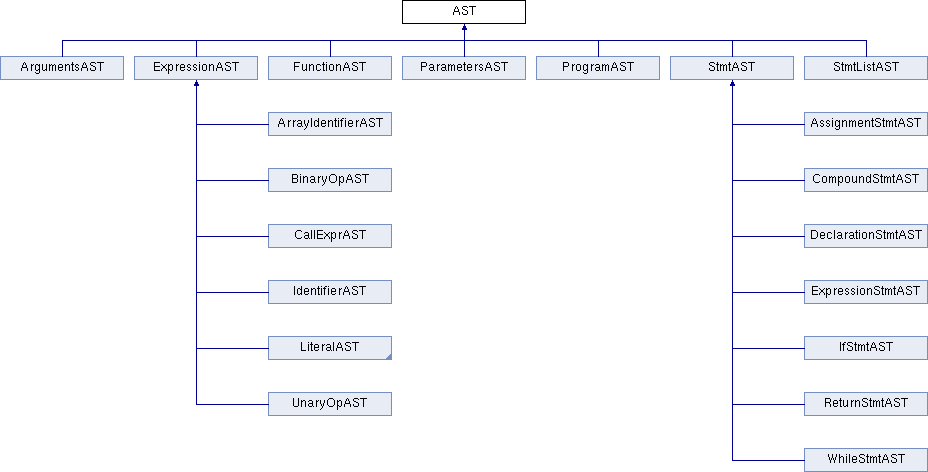 AST
ArgumentsAST ExpressionAST FunctionAST ParametersAST ProgramAST StmtAST StmtListAST
ArrayIdentifierAST AssignmentStmtAST
BinaryOpAST CompoundStmtAST
CallExprAST DeclarationStmtAST
IdentifierAST ExpressionStmtAST
LiteralAST IfStmtAST
UnaryOpAST ReturnStmtAST
WhileStmtAST